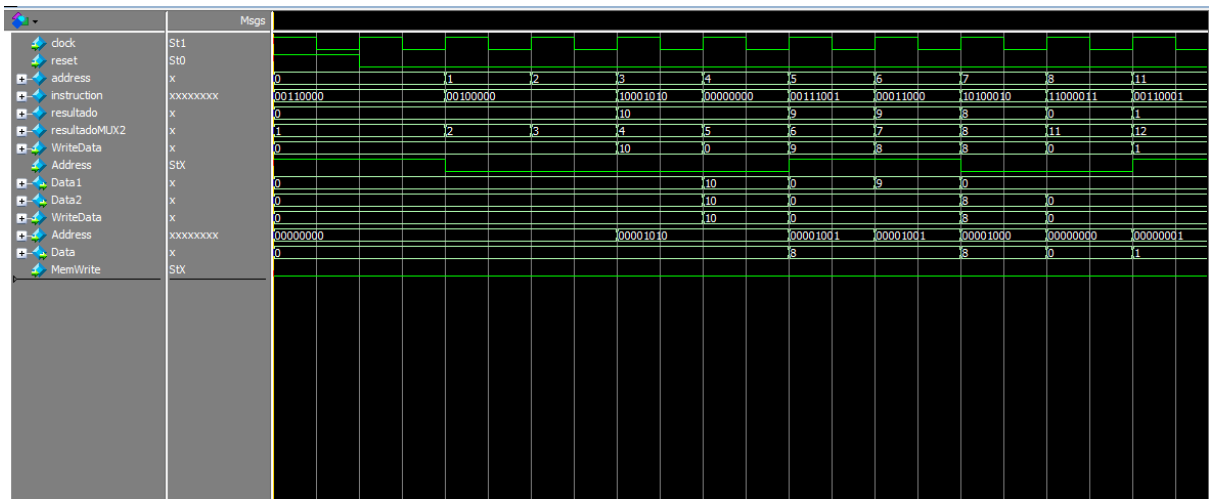 Msgs
clock St1
reset St0
address x 0 1 2 3 4 5 6 7 8 11
instruction xxxxxxxx 00110000 00100000 10001010 00000000 00111001 00011000 10100010 11000011 00110001
resultado x 0 10 9 9 8 0 1
resultadoMUX2 x 1 2 3 4 5 6 7 8 11 12
WriteData x 0 10 0 9 8 8 0 1
Address StX
Data1 x 0 10 0 9 0
Data2 x 0 10 0 8 0
WriteData x 0 10 0 8 0
Address xxxxxxxx 00000000 00001010 00001001 00001001 00001000 00000000 00000001
Data x 0 8 8 0 1
MemWrite StX